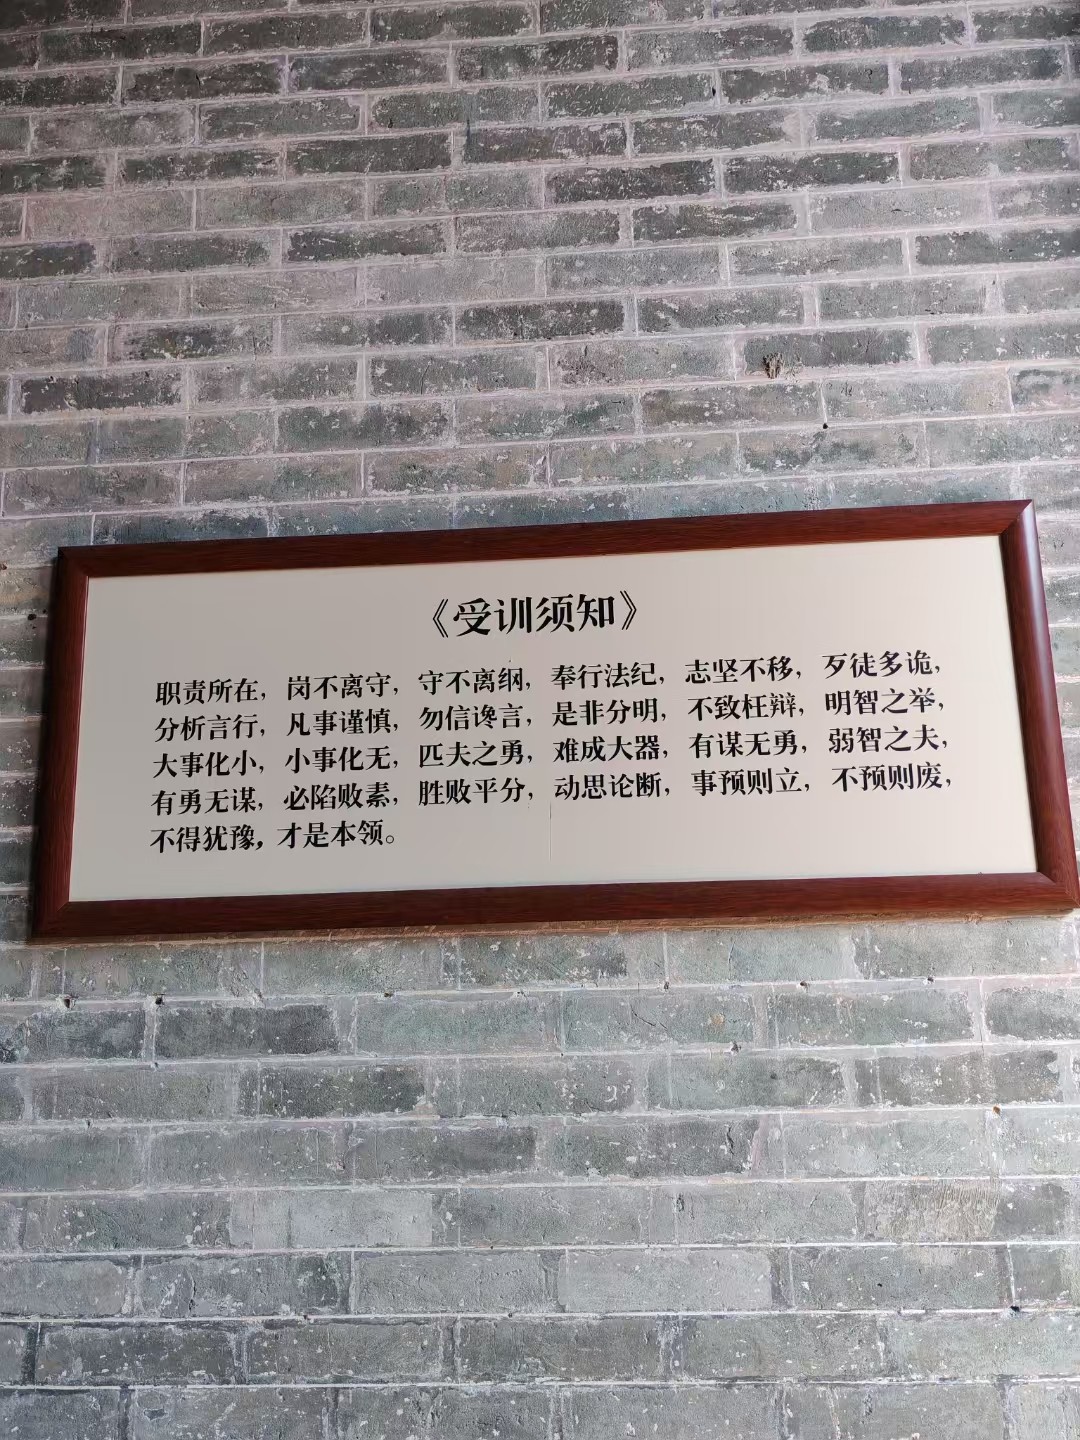 《受训须知》
职责所在，岗不离守，守不离纲，奉行法纪，志坚不移，歹徒多诡，
分析言行，凡事谨慎，勿信谗言，是非分明，不致枉辩，明智之举，
大事化小，小事化无，匹夫之勇，难成大器，有谋无勇，弱智之夫，
有勇无谋，必陷败素，胜败平分，动思论断，事预则立，不预则废，
不得犹豫，才是本领。